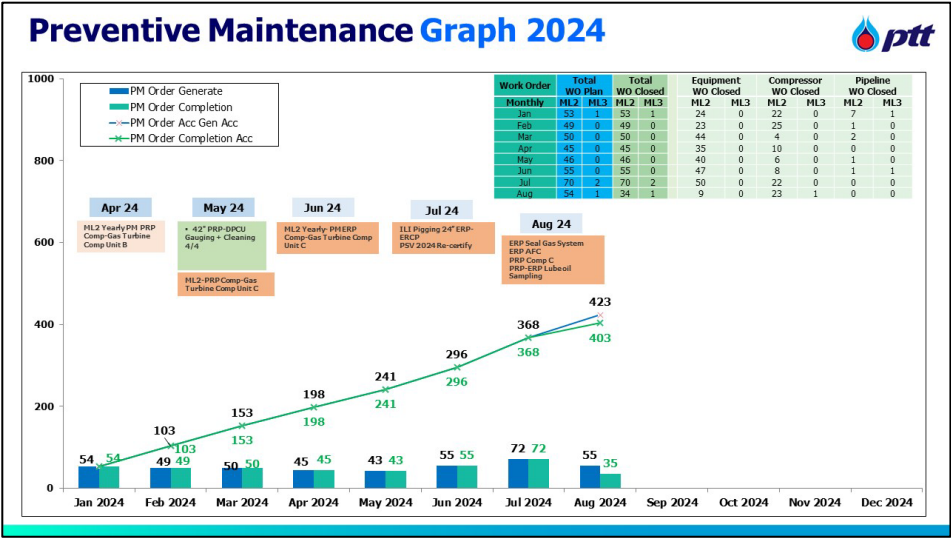 Preventive Maintenance Graph 2024
ptt
PM Order Generate
PM Order Completion
PM Order Acc Gen Acc
PM Order Completion Acc
Work Order Total WO Plan Total WO Closed Equipment WO Closed Compressor WO Closed Pipeline WO Closed
Monthly ML2 ML3 ML2 ML3 ML2 ML3 ML2 ML3 ML2 ML3
Jan 53 1 53 1 24 0 22 0 7 1
Feb 49 0 49 0 23 0 25 0 1 0
Mar 50 0 50 0 44 0 4 0 2 0
Apr 45 0 45 0 35 0 10 0 0 0
May 46 0 46 0 40 0 6 0 1 0
Jun 55 0 55 0 47 0 8 0 1 1
Jul 70 2 70 2 50 0 22 0 0 0
Aug 54 1 34 1 9 0 23 1 0 0
Apr 24
ML2 Yearly PM PRP
Comp-Gas Turbine
Comp Unit B
May 24
• 42" PRP-DPCU
Gauging + Cleaning
4/4
ML2-PRP Comp-Gas
Turbine Comp Unit C
Jun 24
ML2 Yearly- PM ERP
Comp-Gas Turbine Comp
Unit C
Jul 24
ILI Pigging 24" ERP-
ERCP
PSV 2024 Re-certify
Aug 24
ERP Seal Gas System
ERP AFC
PRP Comp C
PRP-ERP Lube oil
Sampling
1000
800
600
400
200
0
423
368
296
241
198
153
103
403
368
296
241
198
153
103
54 54
49 49
50 50
45 45
43 43
55 55
72 72
55 35
Jan 2024 Feb 2024 Mar 2024 Apr 2024 May 2024 Jun 2024 Jul 2024 Aug 2024 Sep 2024 Oct 2024 Nov 2024 Dec 2024